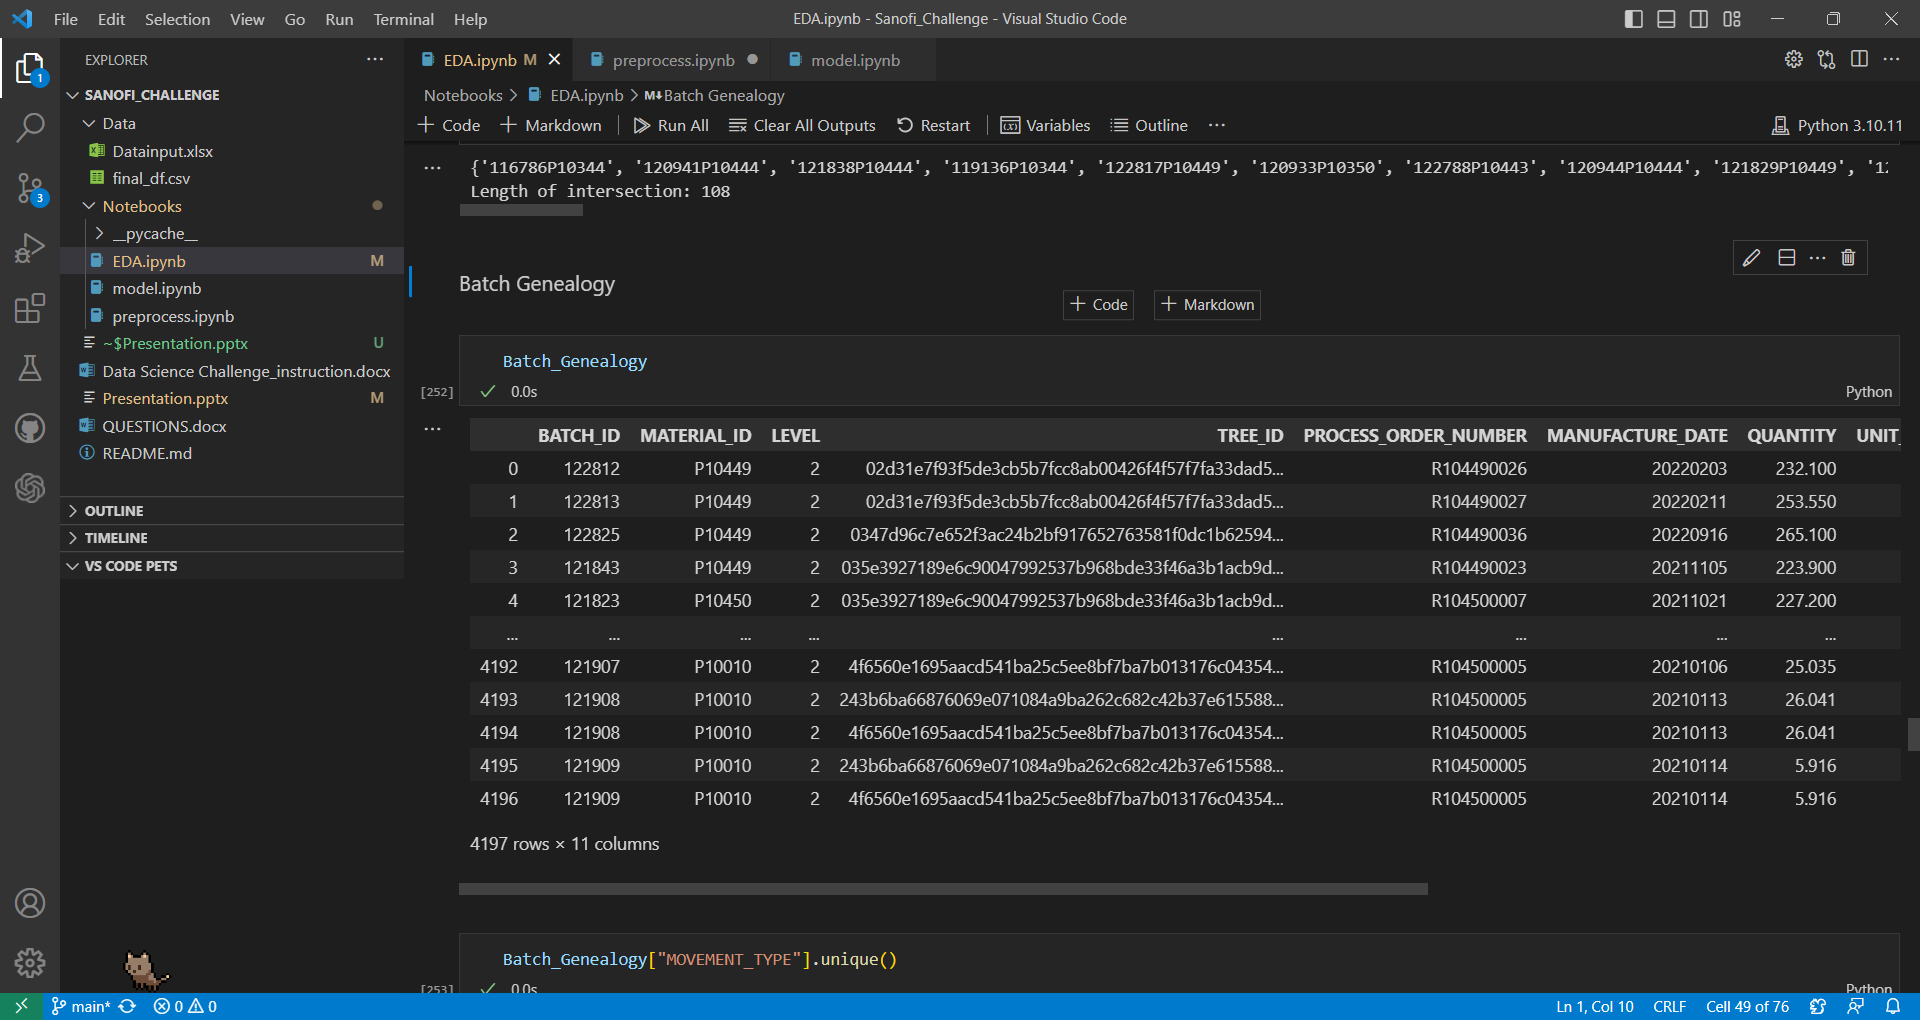 File Edit Selection View Go Run Terminal Help
EDA.ipynb - Sanofi_Challenge - Visual Studio Code
EXPLORER
SANOFI_CHALLENGE
Data
Datainput.xlsx
final_df.csv
Notebooks
__pycache__
EDA.ipynb M
model.ipynb
preprocess.ipynb
~$Presentation.pptx U
Data Science Challenge_instruction.docx
Presentation.pptx M
QUESTIONS.docx
README.md
OUTLINE
TIMELINE
VS CODE PETS
1
3
EDA.ipynb M preprocess.ipynb model.ipynb
Notebooks > EDA.ipynb > M↓Batch Genealogy
+ Code + Markdown Run All Clear All Outputs Restart Variables Outline ...
Python 3.10.11
{'116786P10344', '120941P10444', '121838P10444', '119136P10344', '122817P10449', '120933P10350', '122788P10443', '120944P10444', '121829P10449',
Length of intersection: 108
Batch Genealogy
+ Code + Markdown
Batch_Genealogy
[252] 0.0s Python
BATCH_ID MATERIAL_ID LEVEL TREE_ID PROCESS_ORDER_NUMBER MANUFACTURE_DATE QUANTITY UNIT_
0 122812 P10449 2 02d31e7f93f5de3cb5b7fcc8ab00426f4f57f7fa33dad5... R104490026 20220203 232.100
1 122813 P10449 2 02d31e7f93f5de3cb5b7fcc8ab00426f4f57f7fa33dad5... R104490027 20220211 253.550
2 122825 P10449 2 0347d96c7e652f3ac24b2bf917652763581f0dc1b62594... R104490036 20220916 265.100
3 121843 P10449 2 035e3927189e6c90047992537b968bde33f46a3b1acb9d... R104490023 20211105 223.900
4 121823 P10450 2 035e3927189e6c90047992537b968bde33f46a3b1acb9d... R104500007 20211021 227.200
... ... ... ... ... ... ... ...
4192 121907 P10010 2 4f6560e1695aacd541ba25c5ee8bf7ba7b013176c04354... R104500005 20210106 25.035
4193 121908 P10010 2 243b6ba66876069e071084a9ba262c682c42b37e615588... R104500005 20210113 26.041
4194 121908 P10010 2 4f6560e1695aacd541ba25c5ee8bf7ba7b013176c04354... R104500005 20210113 26.041
4195 121909 P10010 2 243b6ba66876069e071084a9ba262c682c42b37e615588... R104500005 20210114 5.916
4196 121909 P10010 2 4f6560e1695aacd541ba25c5ee8bf7ba7b013176c04354... R104500005 20210114 5.916
4197 rows × 11 columns
Batch_Genealogy["MOVEMENT_TYPE"].unique()
[253] 0.0s Python
main* 0 0
Ln 1, Col 10 CRLF Cell 49 of 76